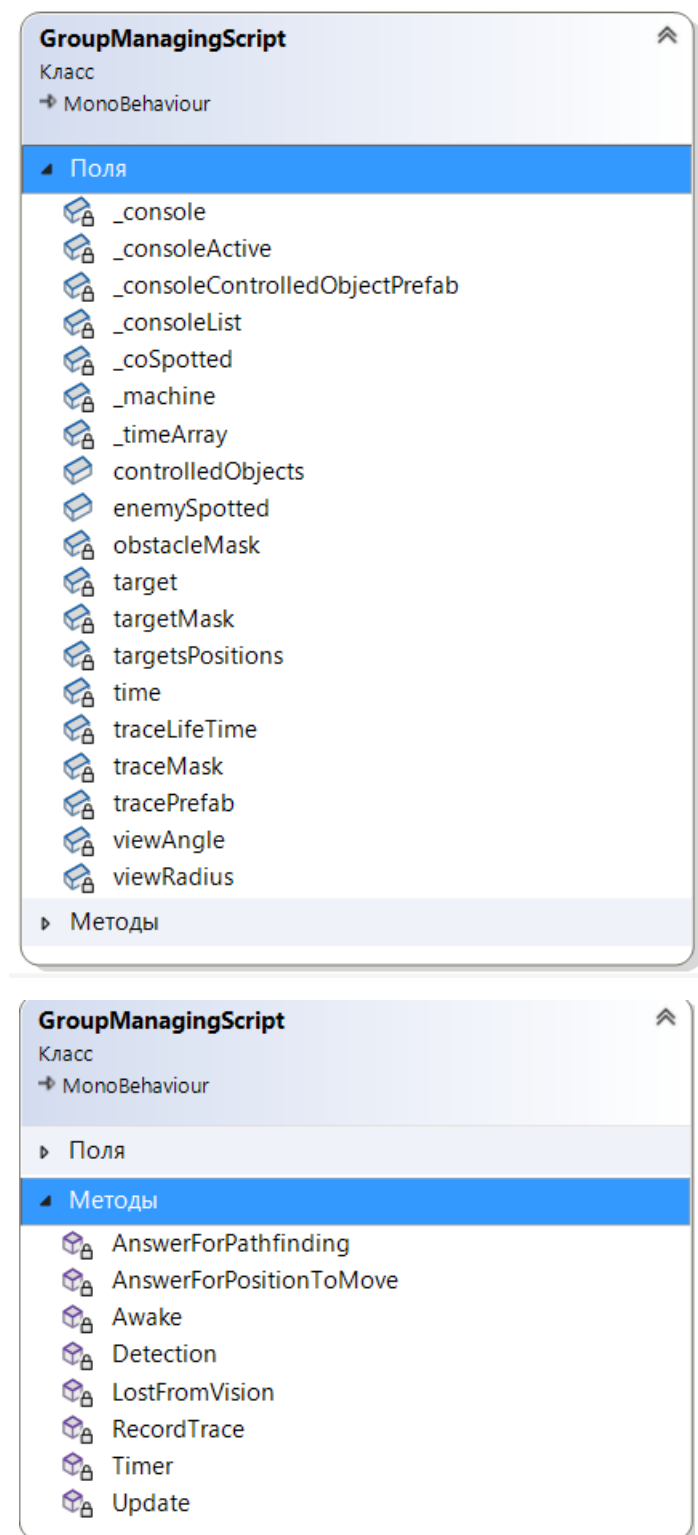 GroupManagingScript
Класс
MonoBehaviour
Поля
_console
_consoleActive
_consoleControlledObjectPrefab
_consoleList
_coSpotted
_machine
_timeArray
controlledObjects
enemySpotted
obstacleMask
target
targetMask
targetsPositions
time
traceLifeTime
traceMask
tracePrefab
viewAngle
viewRadius
Методы
GroupManagingScript
Класс
MonoBehaviour
Поля
Методы
AnswerForPathfinding
AnswerForPositionToMove
Awake
Detection
LostFromVision
RecordTrace
Timer
Update